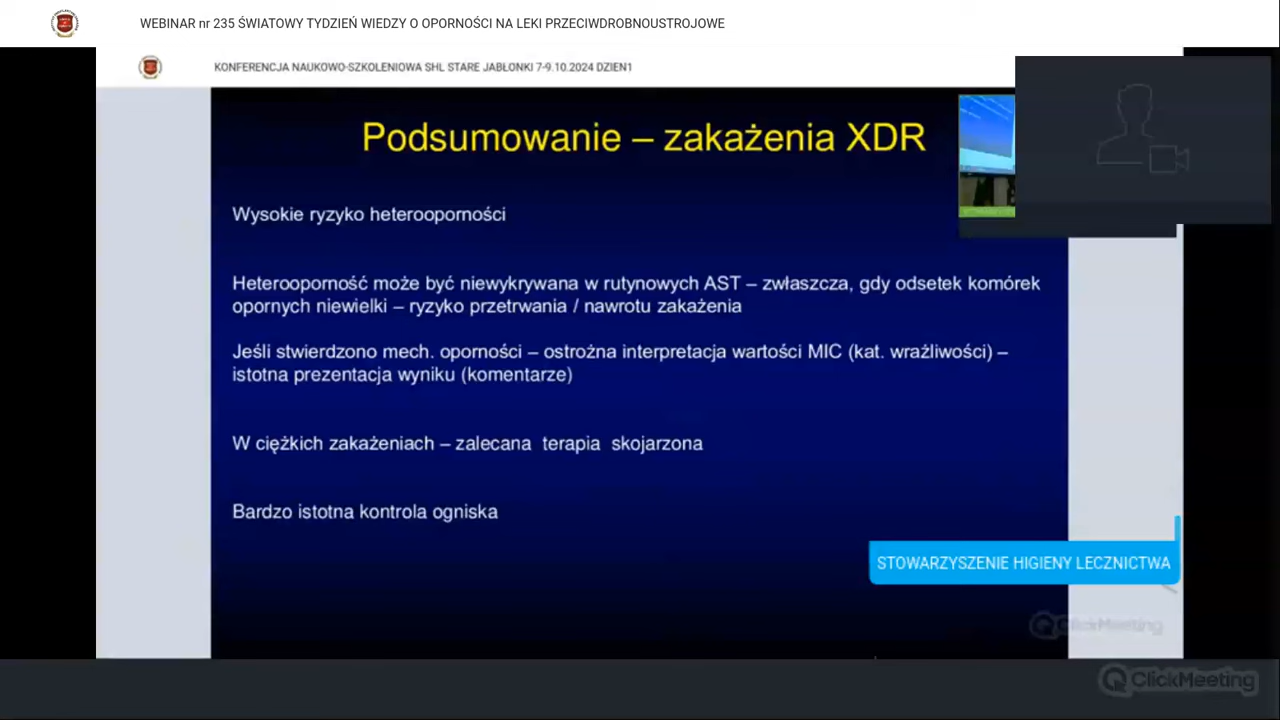 WEBINAR nr 235 ŚWIATOWY TYDZIEŃ WIEDZY O OPORNOŚCI NA LEKI PRZECIWDROBNOUSTROJOWE
KONFERENCJA NAUKOWO-SZKOLENIOWA SHL STARE JABŁONKI 7-9.10.2024 DZIEN1
Podsumowanie – zakażenia XDR
Wysokie ryzyko heterooporności
Heterooporność może być niewykrywana w rutynowych AST – zwłaszcza, gdy odsetek komórek
opornych niewielki – ryzyko przetrwania / nawrotu zakażenia
Jeśli stwierdzono mech. oporności – ostrożna interpretacja wartości MIC (kat. wrażliwości) –
istotna prezentacja wyniku (komentarze)
W ciężkich zakażeniach – zalecana terapia skojarzona
Bardzo istotna kontrola ogniska
STOWARZYSZENIE HIGIENY LECZNICTWA
ClickMeeting
ClickMeeting